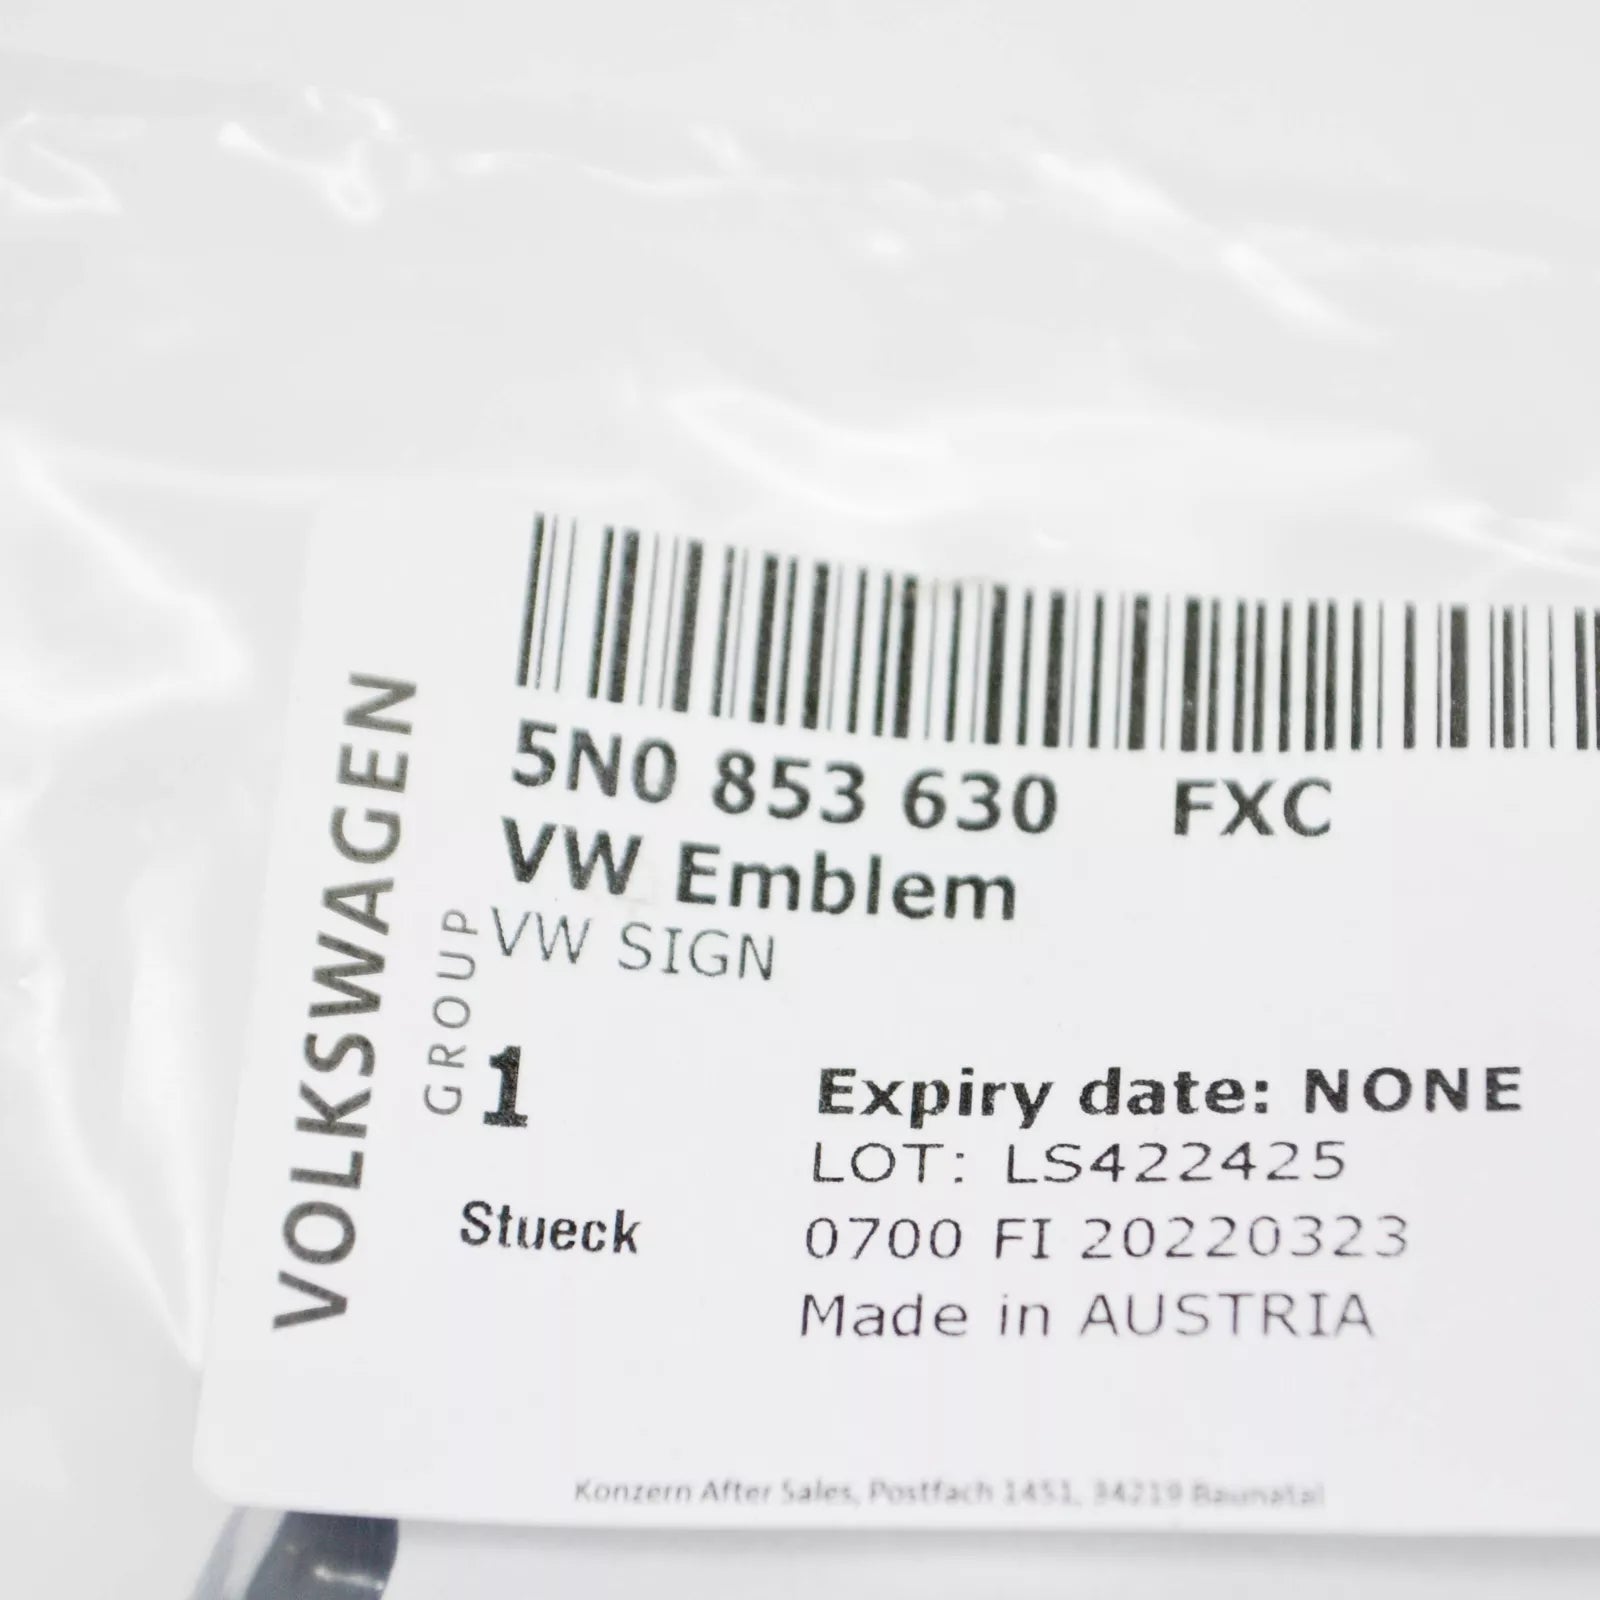 VOLKSWAGEN
GROUP
5N0 853 630 FXC
VW Emblem
VW SIGN
1
Stueck
Expiry date: NONE
LOT: LS422425
0700 FI 20220323
Made in AUSTRIA
Konzern After Sales, Postfach 1451, 34219 Baunatal